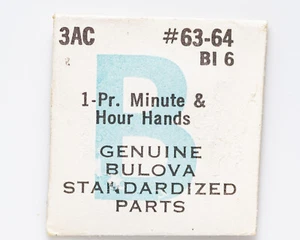 3AC #63-64
BI 6
B
1-Pr. Minute &
Hour Hands
GENUINE
BULOVA
STANDARDIZED
PARTS